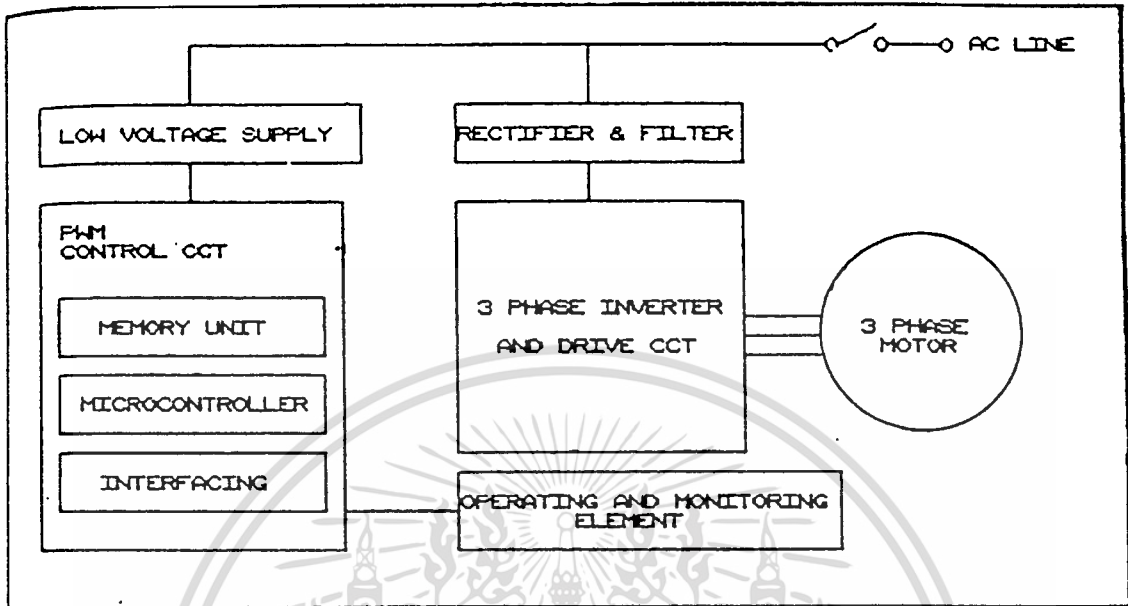 AC LINE
LOW VOLTAGE SUPPLY
RECTIFIER & FILTER
PWM
CONTROL CCT
MEMORY UNIT
MICROCONTROLLER
INTERFACING
3 PHASE INVERTER
AND DRIVE CCT
3 PHASE
MOTOR
OPERATING AND MONITORING
ELEMENT